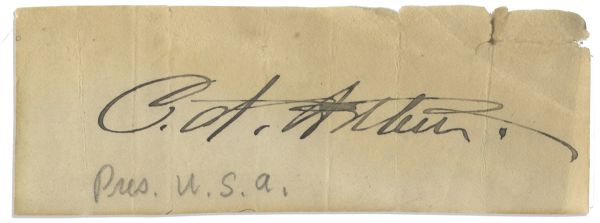 C. A. Arthur.
Pres. U. S. A.